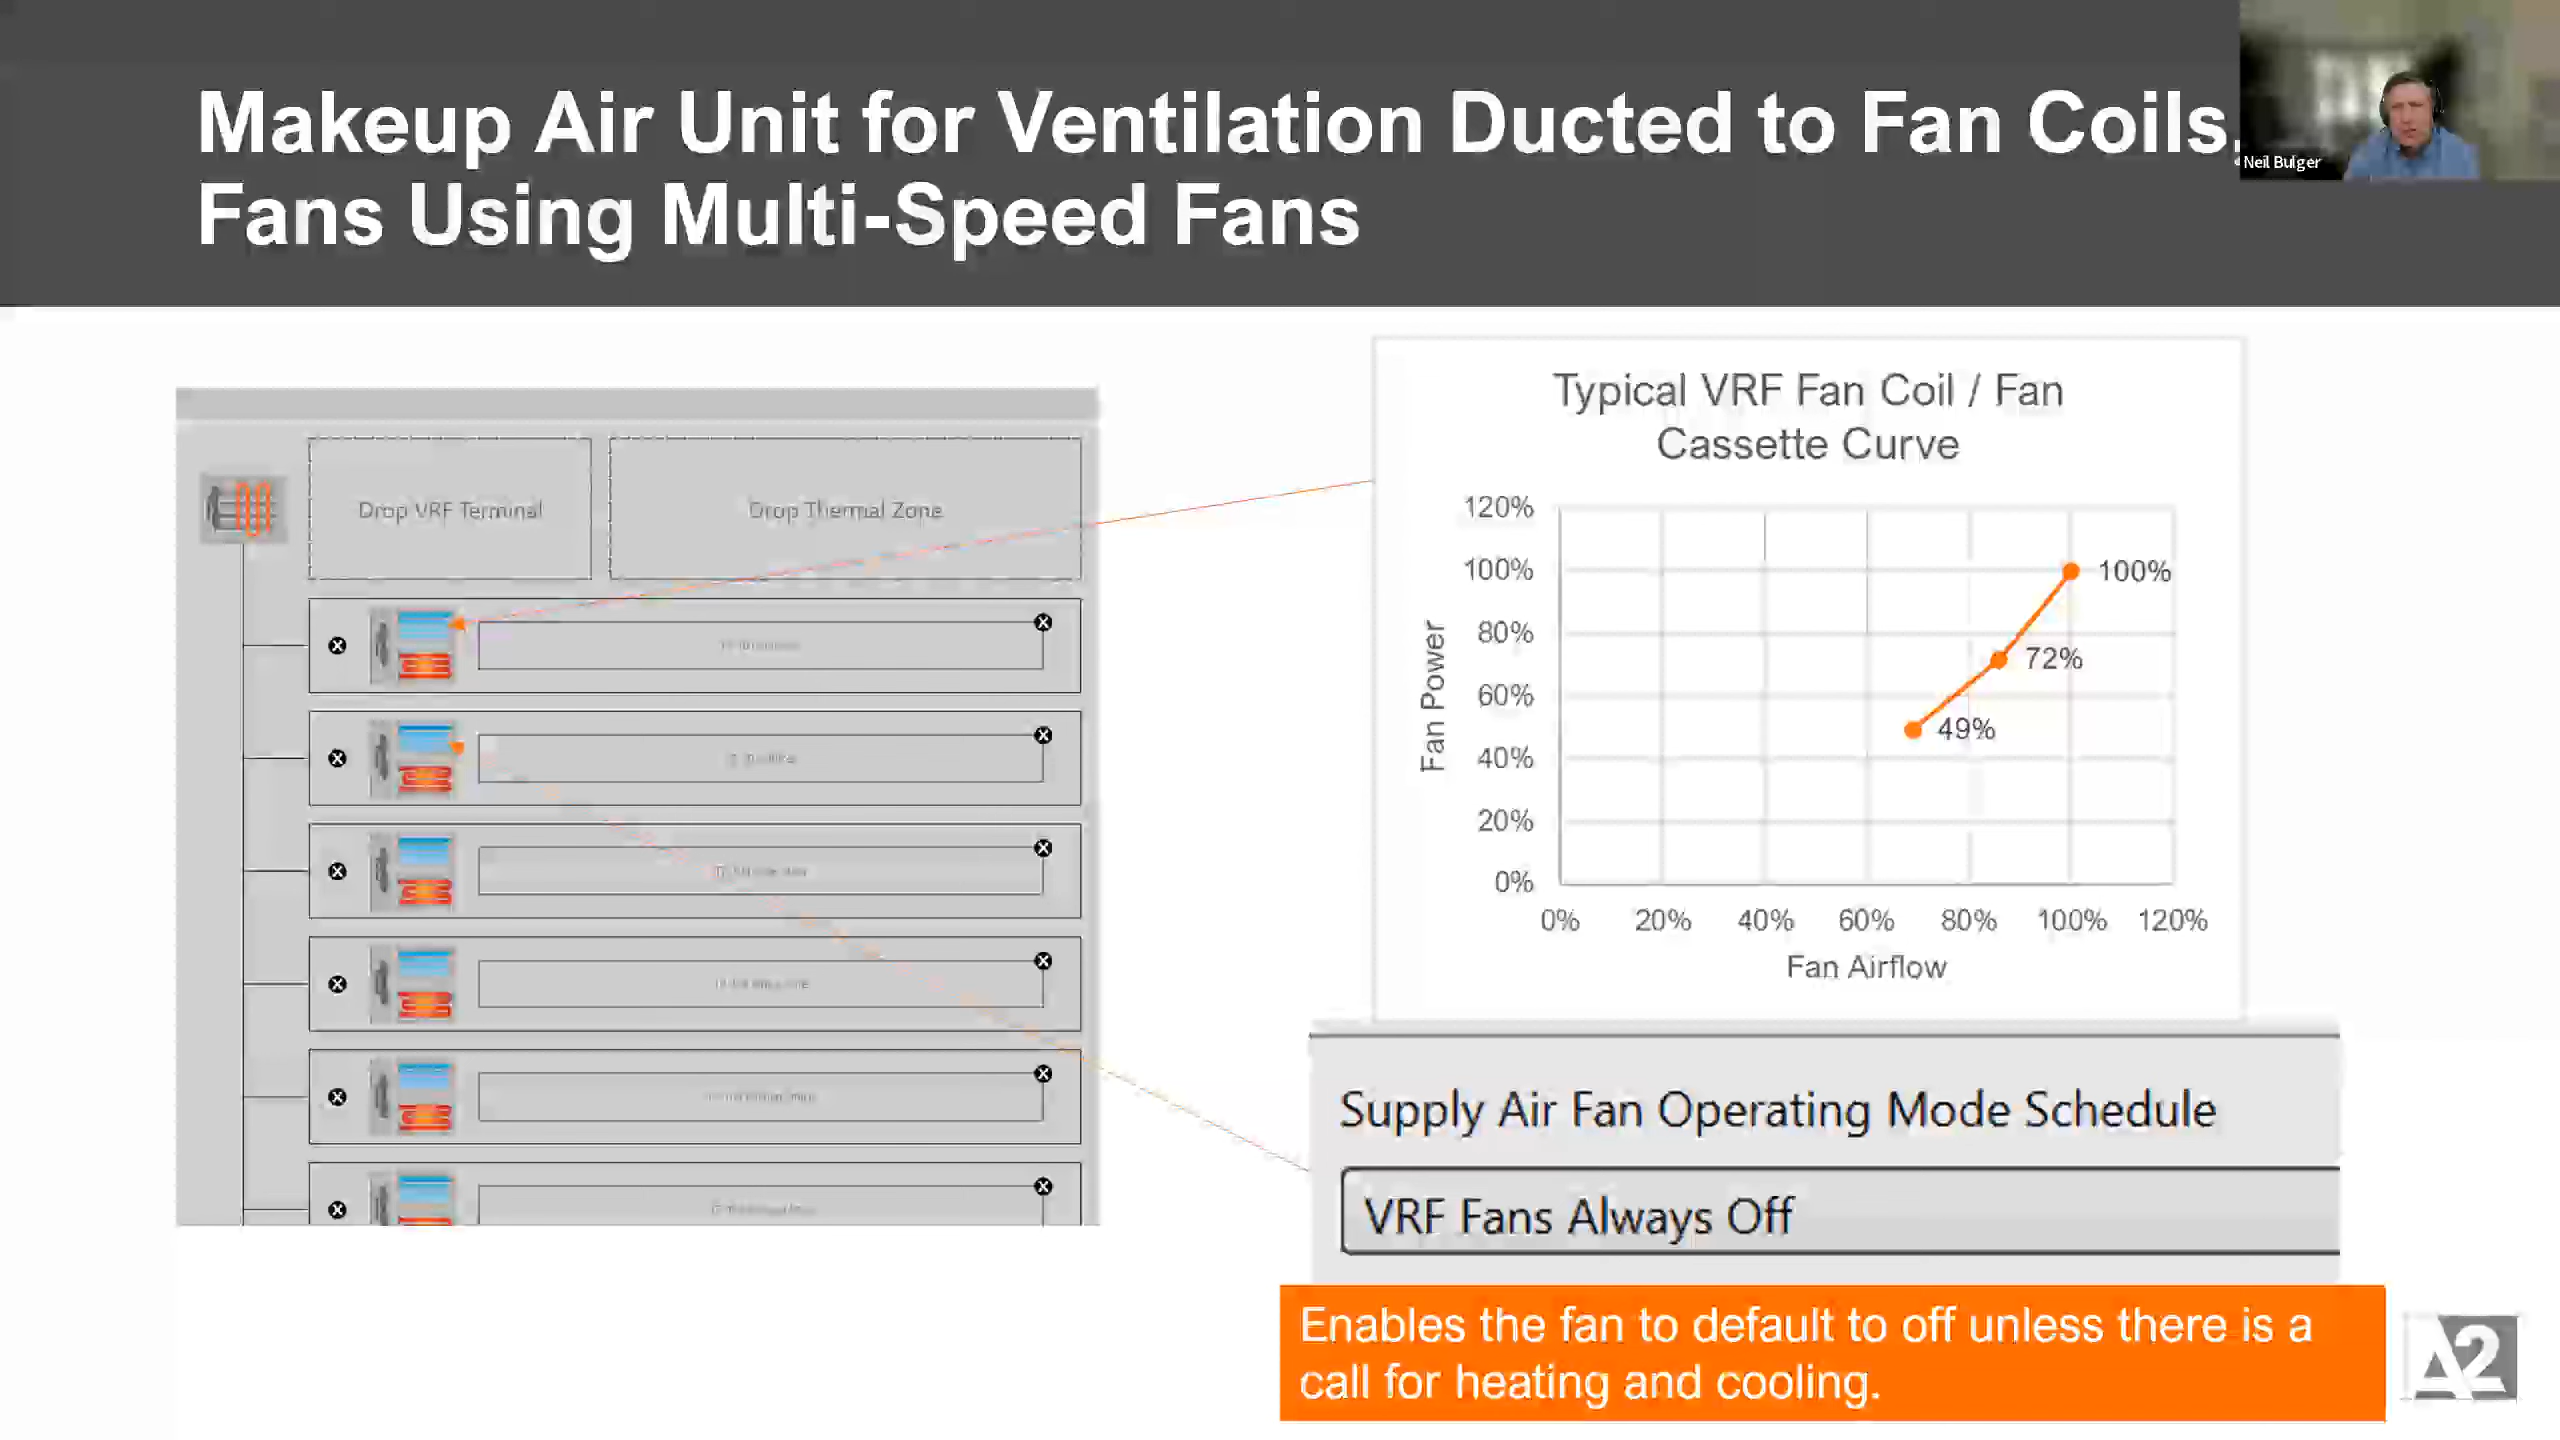 Makeup Air Unit for Ventilation Ducted to Fan Coils.
Fans Using Multi-Speed Fans
Neil Bulger
Drop VRF Terminal
Drop Thermal Zone
Typical VRF Fan Coil / Fan
Cassette Curve
120%
100%
80%
60%
40%
20%
0%
Fan Power
100%
72%
49%
0% 20% 40% 60% 80% 100% 120%
Fan Airflow
Supply Air Fan Operating Mode Schedule
VRF Fans Always Off
Enables the fan to default to off unless there is a
call for heating and cooling.
A2